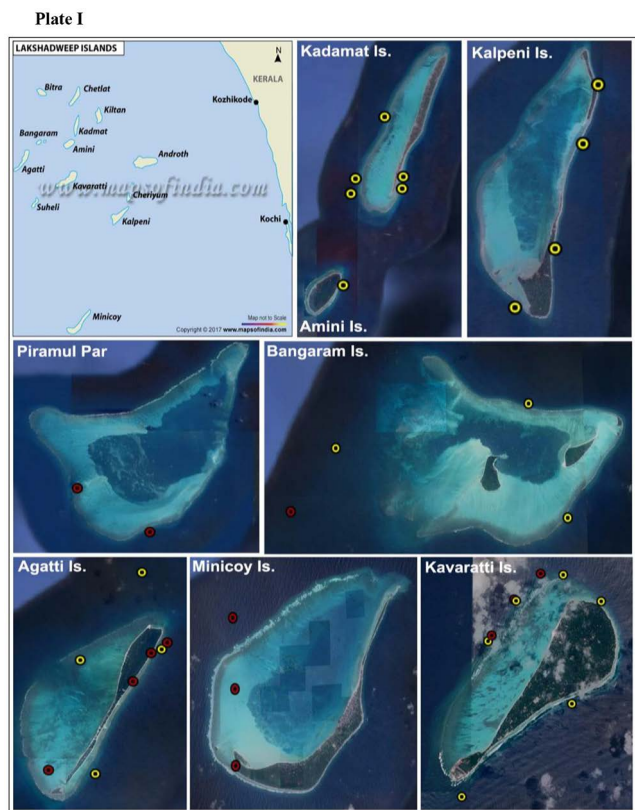 Plate I
LAKSHADWEEP ISLANDS
N
KERALA
Bitra
Chetlat
Kiltan
Kozhikode
Bangaram
Kadmat
Amini
Androth
Agatti
Kavaratti
www.mapsofindia.com
Cheriyum
Suheli
Kalpeni
Kochi
Minicoy
Map not to Scale
Copyright © 2017 www.mapsofindia.com
Kadamat Is.
Amini Is.
Kalpeni Is.
Piramul Par
Bangaram Is.
Agatti Is.
Minicoy Is.
Kavaratti Is.